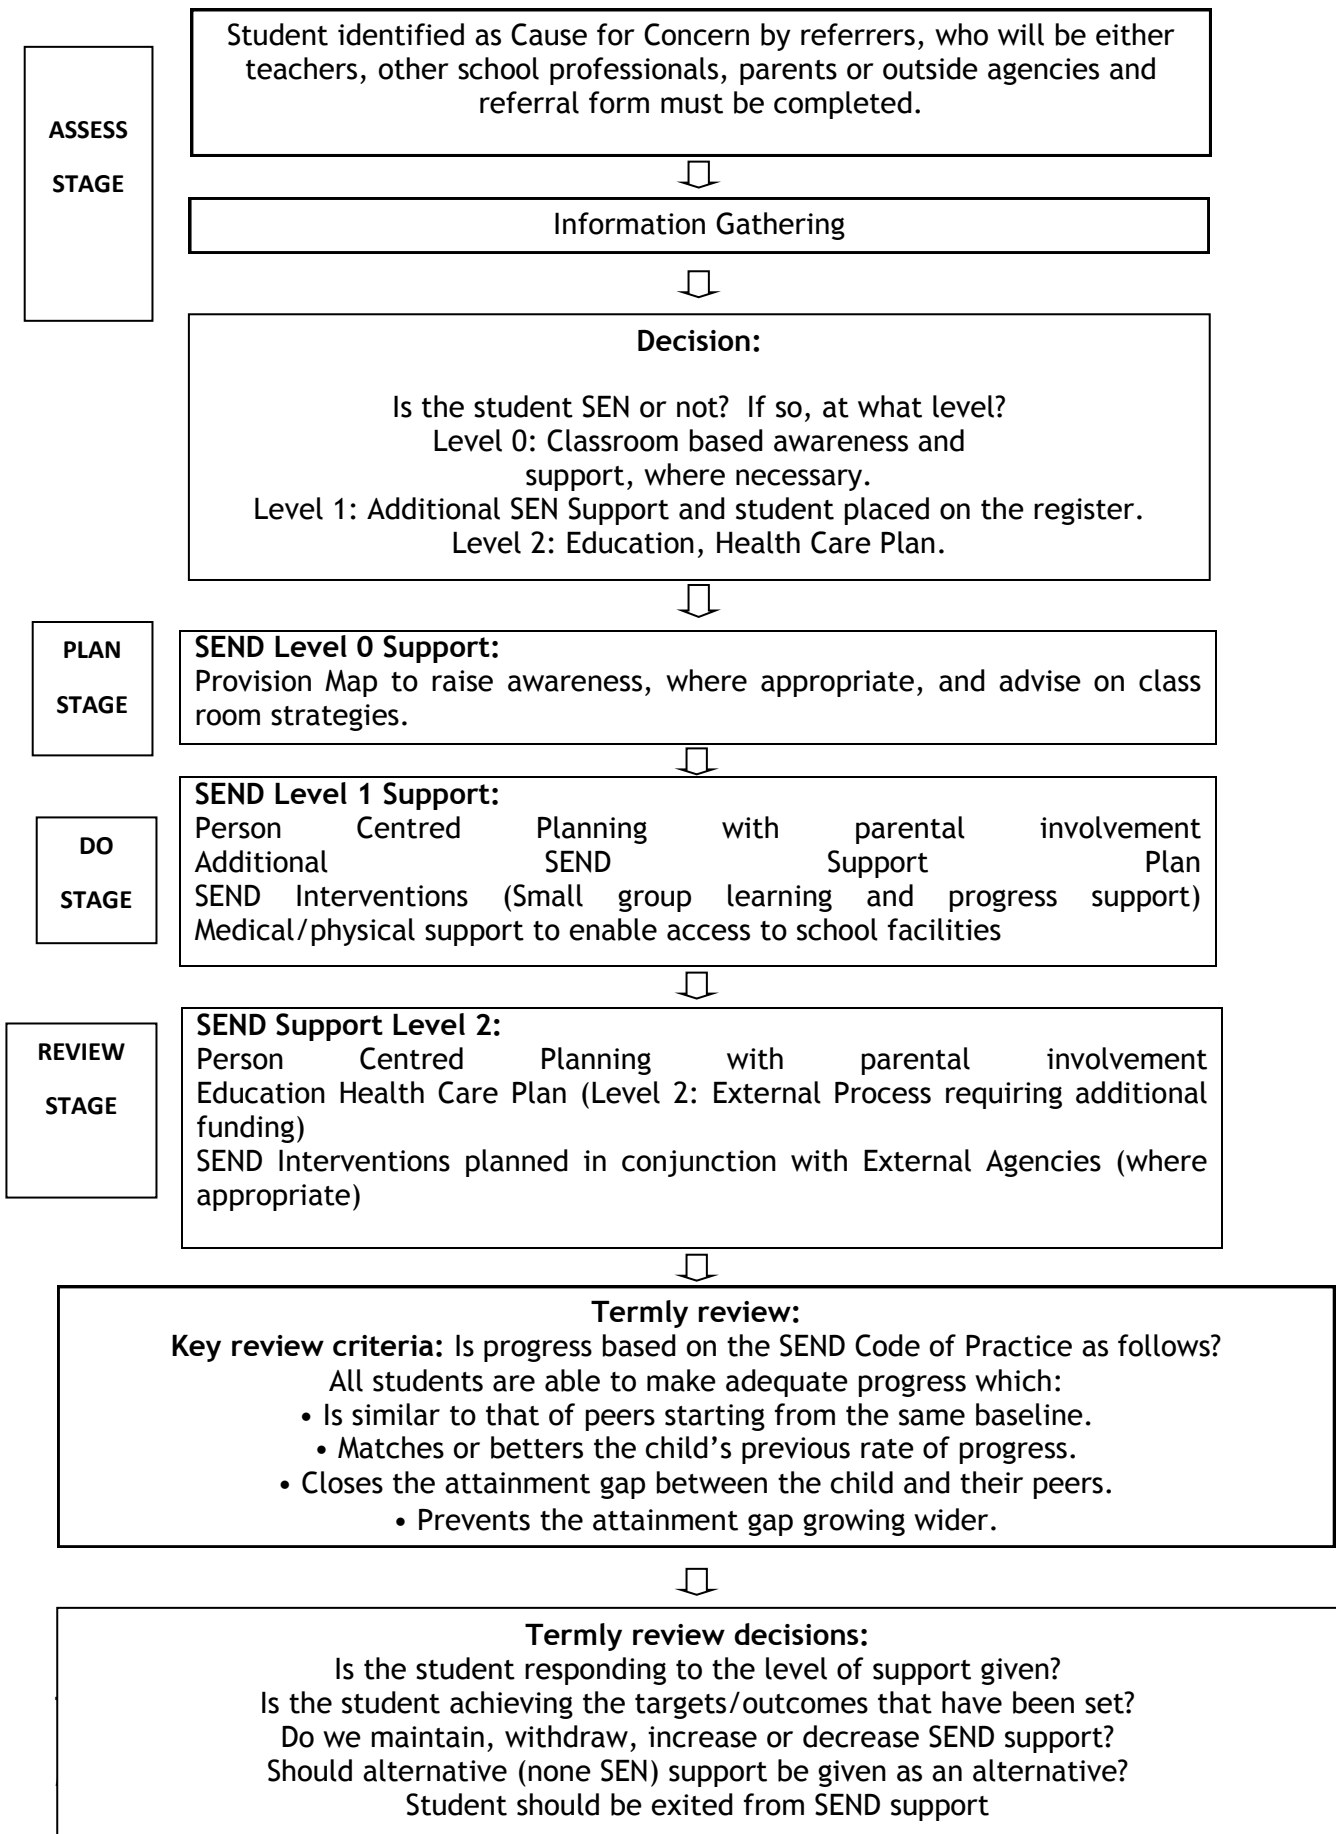 Student identified as Cause for Concern by referrers, who will be either
teachers, other school professionals, parents or outside agencies and
referral form must be completed.
ASSESS
STAGE
Information Gathering
Decision:
Is the student SEN or not? If so, at what level?
Level 0: Classroom based awareness and
support, where necessary.
Level 1: Additional SEN Support and student placed on the register.
Level 2: Education, Health Care Plan.
PLAN
STAGE
SEND Level 0 Support:
Provision Map to raise awareness, where appropriate, and advise on class
room strategies.
DO
STAGE
SEND Level 1 Support:
Person Centred Planning with parental involvement
Additional SEND Support Plan
SEND Interventions (Small group learning and progress support)
Medical/physical support to enable access to school facilities
REVIEW
STAGE
SEND Support Level 2:
Person Centred Planning with parental involvement
Education Health Care Plan (Level 2: External Process requiring additional
funding)
SEND Interventions planned in conjunction with External Agencies (where
appropriate)
Termly review:
Key review criteria: Is progress based on the SEND Code of Practice as follows?
All students are able to make adequate progress which:
• Is similar to that of peers starting from the same baseline.
• Matches or betters the child’s previous rate of progress.
• Closes the attainment gap between the child and their peers.
• Prevents the attainment gap growing wider.
Termly review decisions:
Is the student responding to the level of support given?
Is the student achieving the targets/outcomes that have been set?
Do we maintain, withdraw, increase or decrease SEND support?
Should alternative (none SEN) support be given as an alternative?
Student should be exited from SEND support